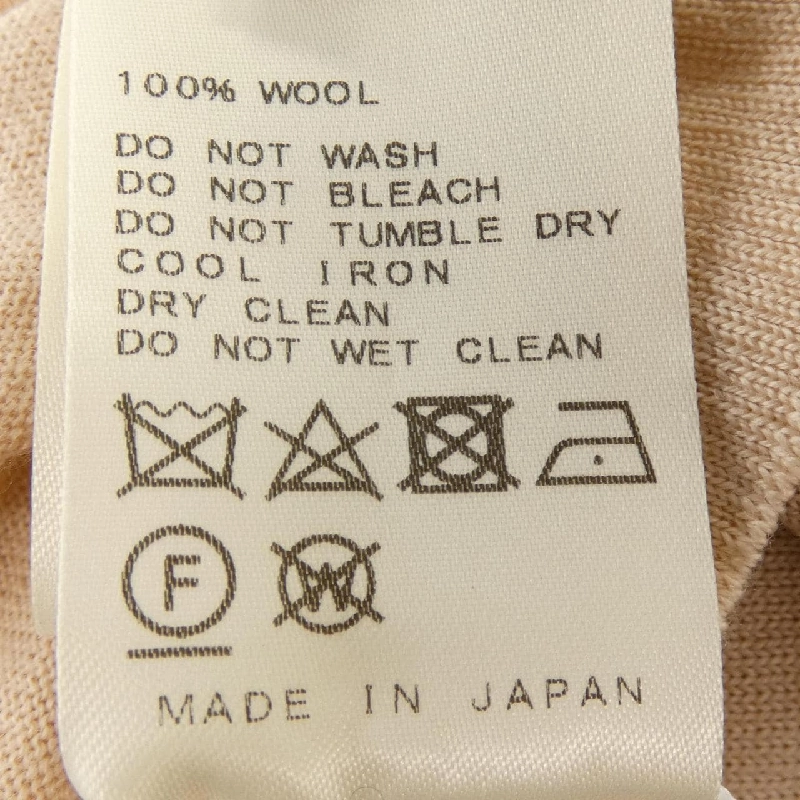 100% WOOL
DO NOT WASH
DO NOT BLEACH
DO NOT TUMBLE DRY
COOL IRON
DRY CLEAN
DO NOT WET CLEAN
F W
MADE IN JAPAN